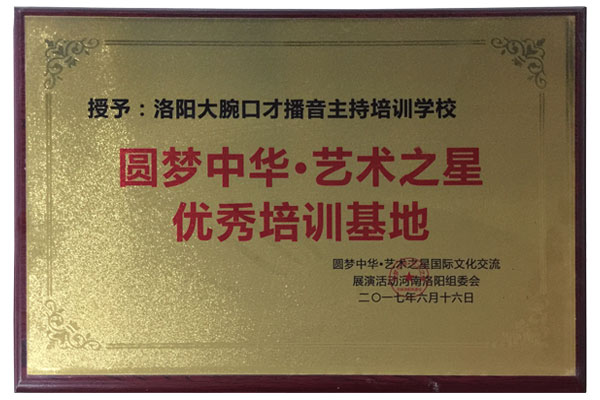 授予：洛阳大腕口才播音主持培训学校
圆梦中华·艺术之星
优秀培训基地
圆梦中华·艺术之星国际文化交流
展演活动河南洛阳组委会
二〇一七年六月十六日